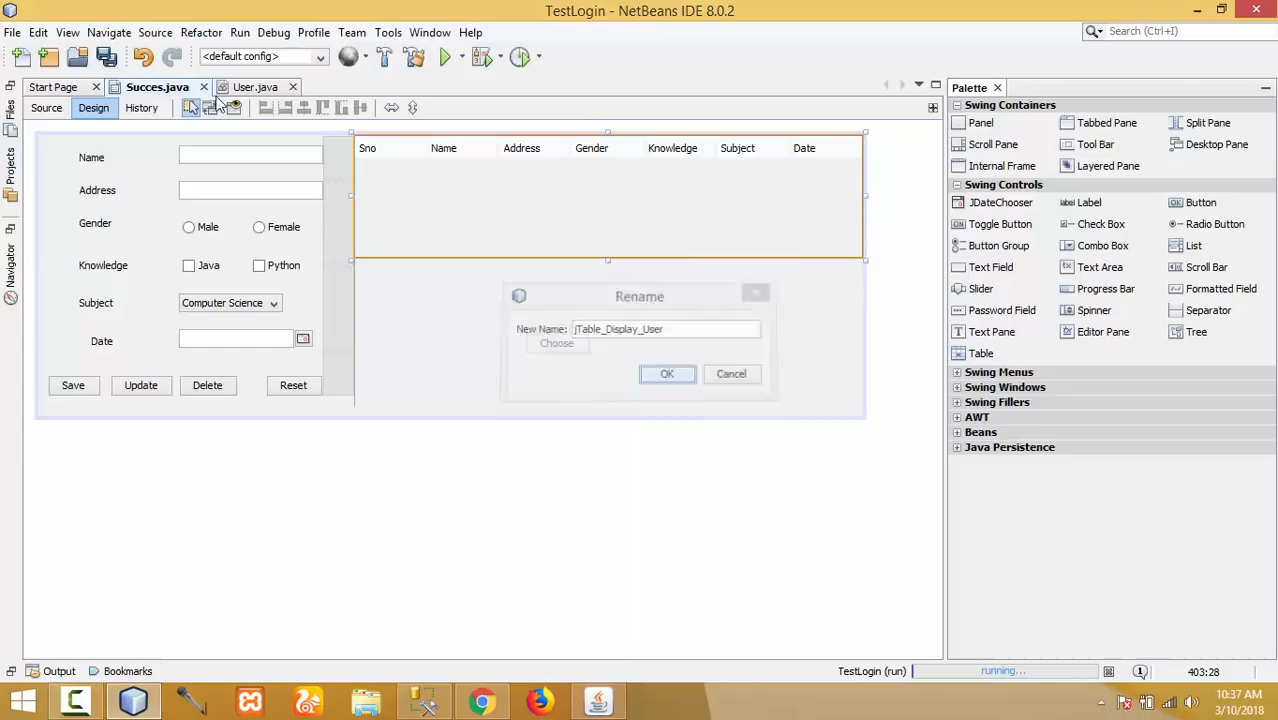 TestLogin - NetBeans IDE 8.0.2
File Edit View Navigate Source Refactor Run Debug Profile Team Tools Window Help
Search (Ctrl+I)
<default config>
Start Page Succes.java User.java
Source Design History
Files
Projects
Navigator
Name
Address
Gender Male Female
Knowledge Java Python
Subject Computer Science
Date
Save Update Delete Reset
Sno Name Address Gender Knowledge Subject Date
Rename
New Name: jTable_Display_User
Choose
OK Cancel
Palette
Swing Containers
Panel Tabbed Pane Split Pane
Scroll Pane Tool Bar Desktop Pane
Internal Frame Layered Pane
Swing Controls
JDateChooser label Label OK Button
Toggle Button Check Box Radio Button
Button Group Combo Box List
Text Field Text Area Scroll Bar
Slider Progress Bar Formatted Field
Password Field Spinner Separator
Text Pane Editor Pane Tree
Table
Swing Menus
Swing Windows
Swing Fillers
AWT
Beans
Java Persistence
Output Bookmarks
TestLogin (run) running... 1 403:28
10:37 AM
3/10/2018